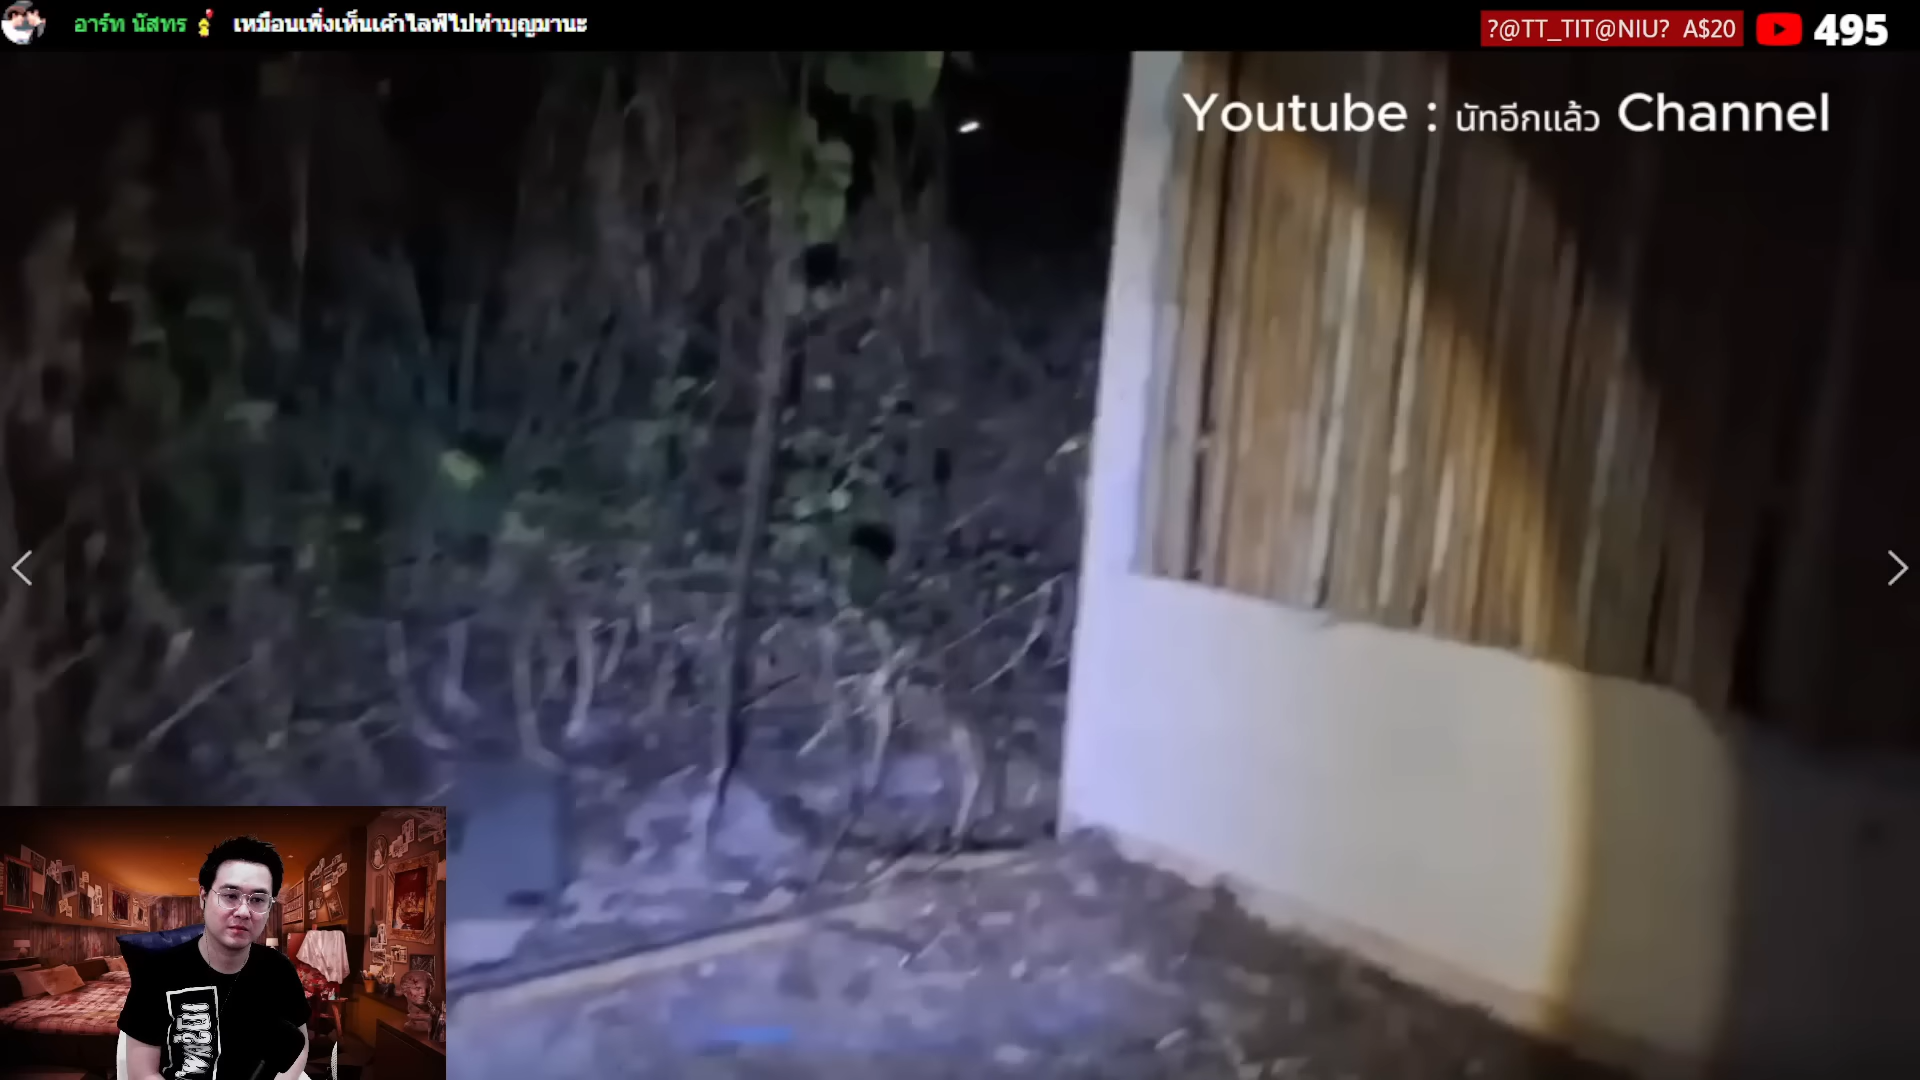 อาร์ท นัสทร เหมือนเพิ่งเห็นเค้าไลฟ์ไปทำบุญมานะ
?@TT_TIT@NIU? A$20 495
Youtube : นัทอีกแล้ว Channel